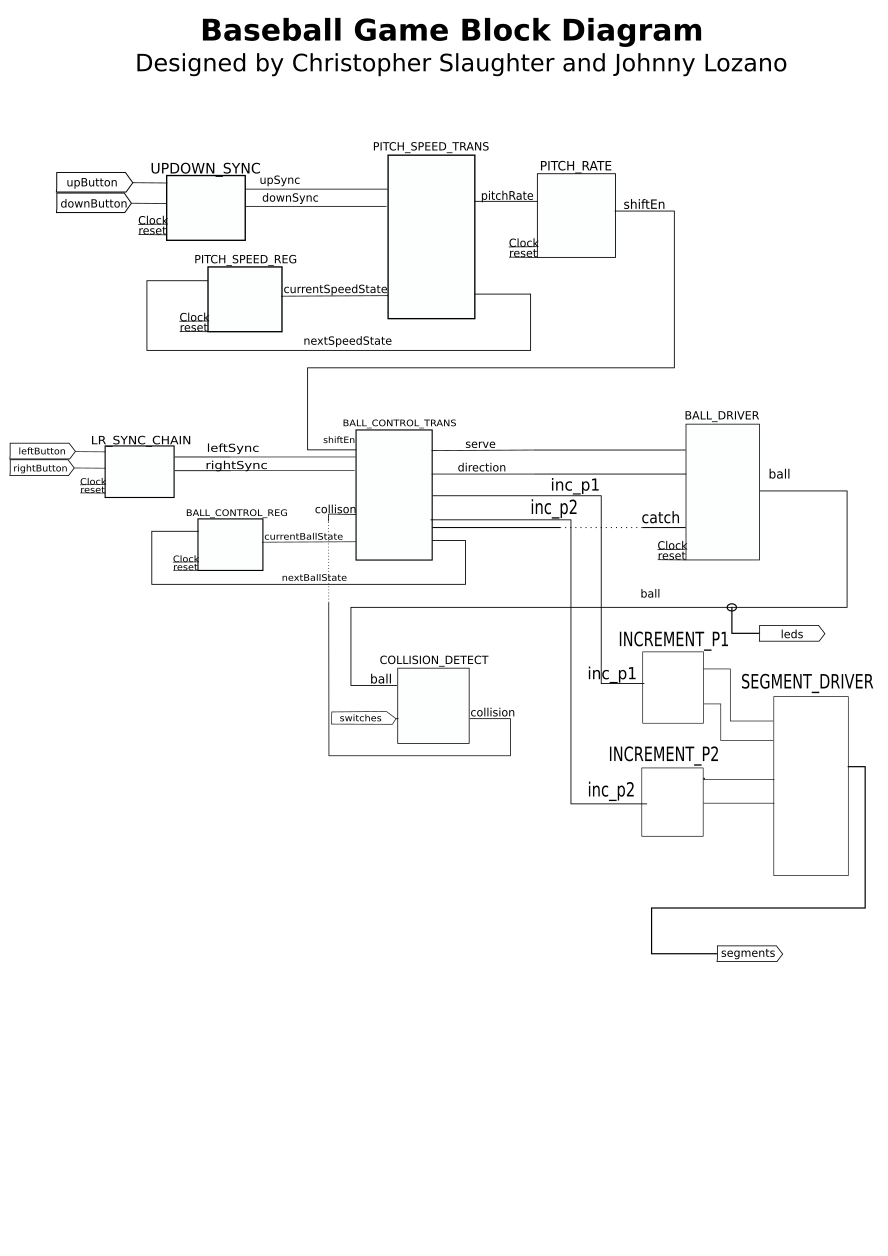 Baseball Game Block Diagram
Designed by Christopher Slaughter and Johnny Lozano
PITCH_SPEED_TRANS
UPDOWN_SYNC
PITCH_RATE
upButton
upSync
downButton
downSync
pitchRate
shiftEn
Clock
reset
Clock
reset
PITCH_SPEED_REG
currentSpeedState
Clock
reset
nextSpeedState
BALL_DRIVER
BALL_CONTROL_TRANS
LR_SYNC_CHAIN
shiftEn
leftButton
leftSync
serve
rightButton
rightSync
direction
ball
Clock
reset
inc_p1
collison
inc_p2
catch
BALL_CONTROL_REG
currentBallState
Clock
reset
Clock
reset
nextBallState
ball
leds
INCREMENT_P1
COLLISION_DETECT
ball
inc_p1
SEGMENT_DRIVER
switches
collision
INCREMENT_P2
inc_p2
segments